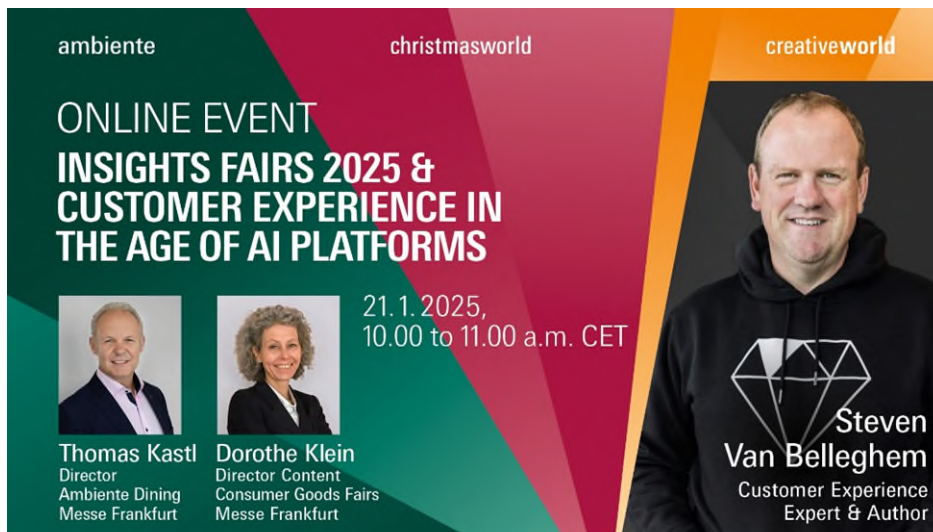 ambiente
christmasworld
creativeworld
ONLINE EVENT
INSIGHTS FAIRS 2025 &
CUSTOMER EXPERIENCE IN
THE AGE OF AI PLATFORMS
21.1.2025,
10.00 to 11.00 a.m. CET
Thomas Kastl
Director
Ambiente Dining
Messe Frankfurt
Dorothe Klein
Director Content
Consumer Goods Fairs
Messe Frankfurt
Steven
Van Belleghem
Customer Experience
Expert & Author